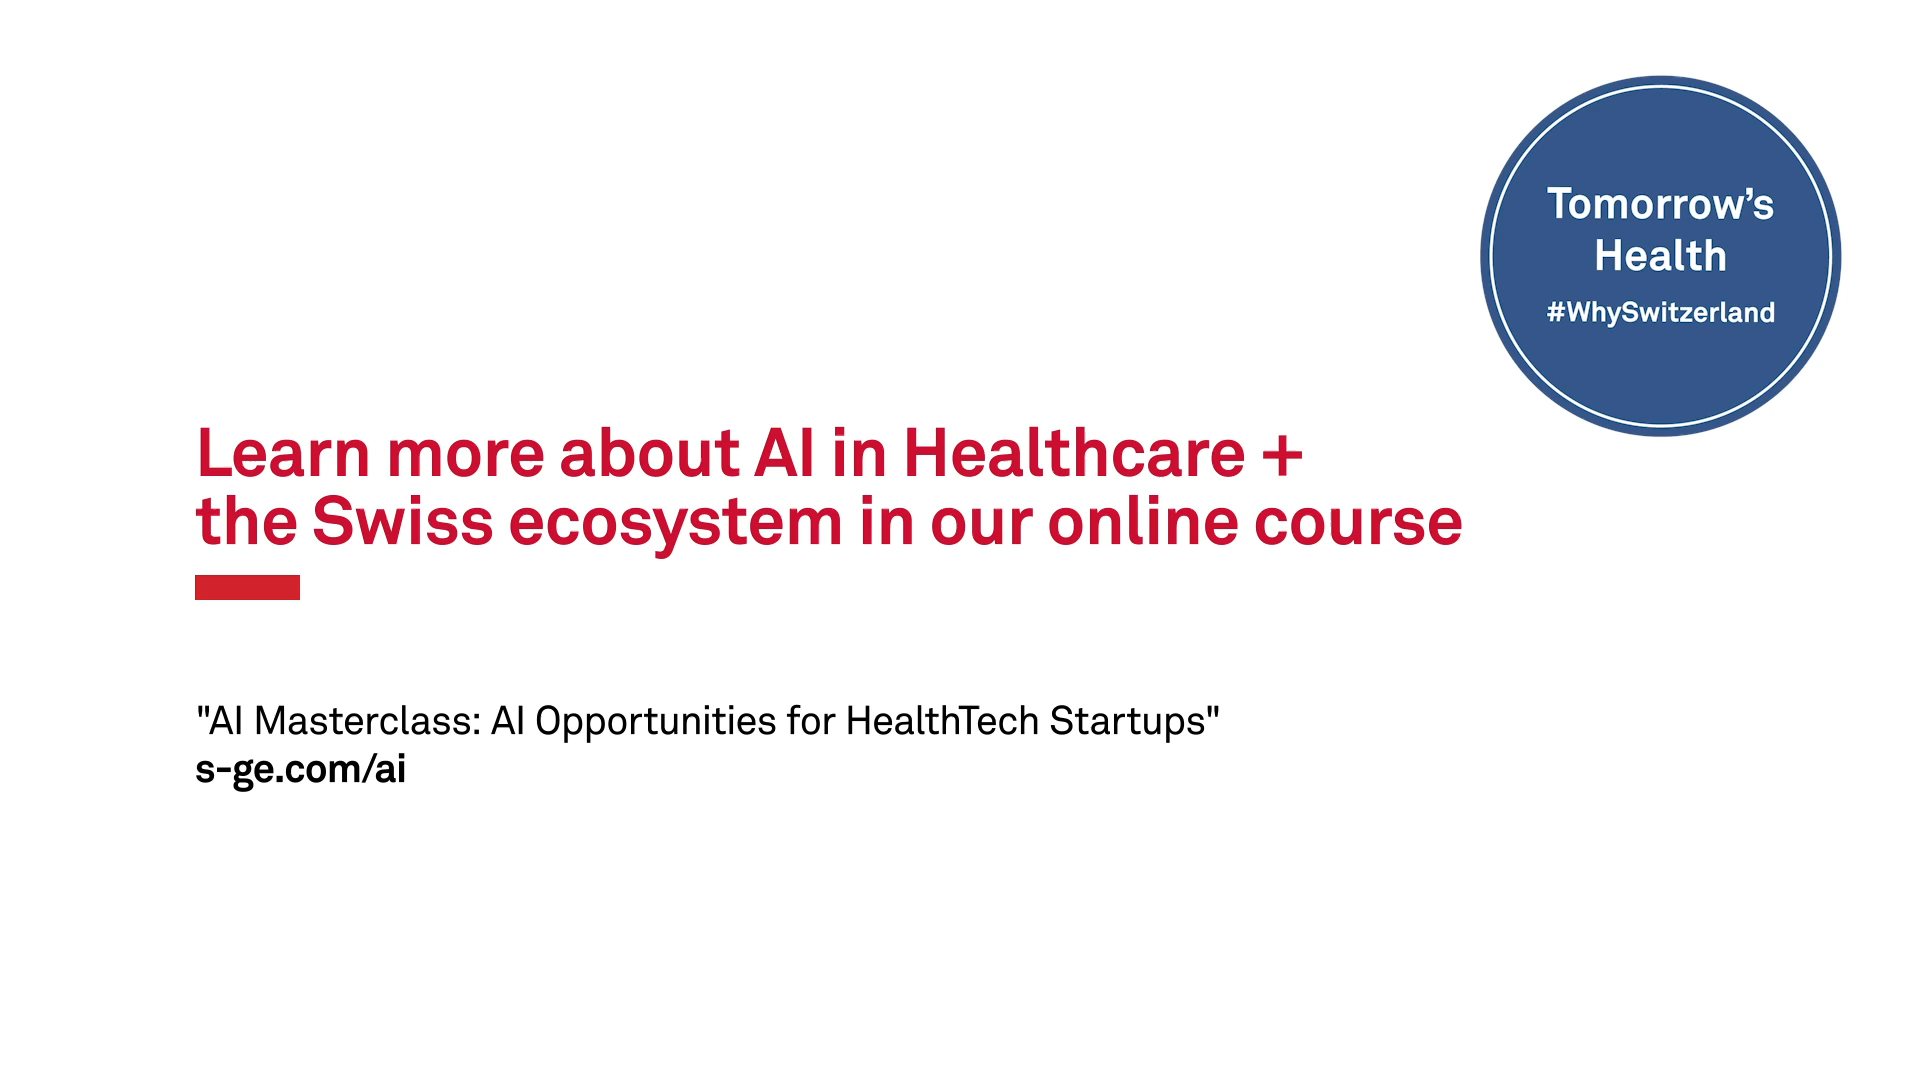 Tomorrow’s
Health
#WhySwitzerland
Learn more about AI in Healthcare +
the Swiss ecosystem in our online course
"AI Masterclass: AI Opportunities for HealthTech Startups"
s-ge.com/ai